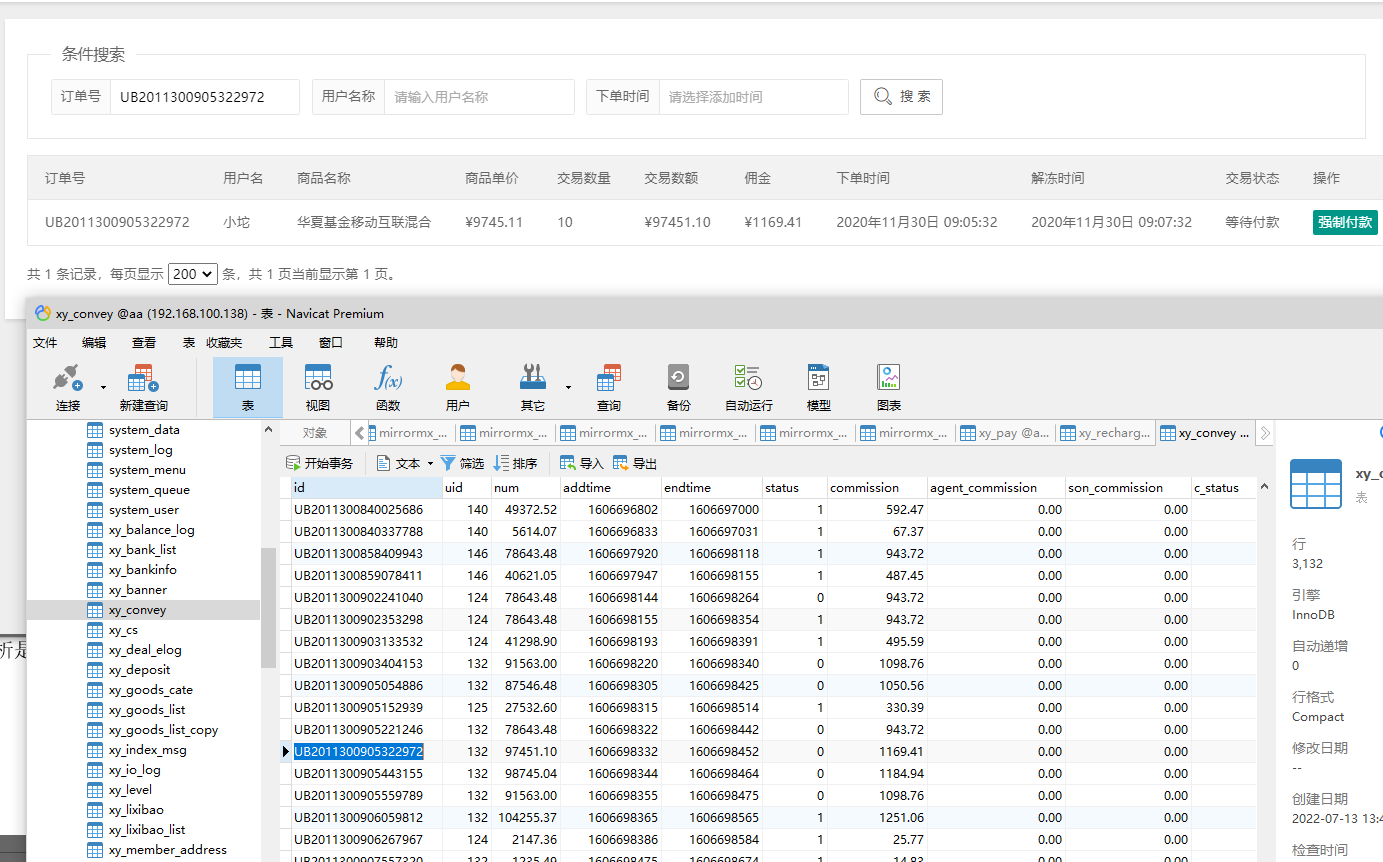 条件搜索
订单号 UB2011300905322972 用户名称 请输入用户名称 下单时间 请选择添加时间 搜 索
订单号 用户名 商品名称 商品单价 交易数量 交易数额 佣金 下单时间 解冻时间 交易状态 操作
UB2011300905322972 小坨 华夏基金移动互联混合 ¥9745.11 10 ¥97451.10 ¥1169.41 2020年11月30日 09:05:32 2020年11月30日 09:07:32 等待付款 强制付款
共 1 条记录，每页显示 200 条，共 1 页当前显示第 1 页。
xy_convey @aa (192.168.100.138) - 表 - Navicat Premium
文件 编辑 查看 表 收藏夹 工具 窗口 帮助
连接 新建查询 表 视图 函数 用户 其它 查询 备份 自动运行 模型 图表
对象 mirrormx_... mirrormx_... mirrormx_... mirrormx_... mirrormx_... mirrormx_... xy_pay @a... xy_recharg... xy_convey ...
开始事务 文本 筛选 排序 导入 导出
system_data
system_log
system_menu
system_queue
system_user
xy_balance_log
xy_bank_list
xy_bankinfo
xy_banner
xy_convey
xy_cs
xy_deal_elog
xy_deposit
xy_goods_cate
xy_goods_list
xy_goods_list_copy
xy_index_msg
xy_io_log
xy_level
xy_lixibao
xy_lixibao_list
xy_member_address
id uid num addtime endtime status commission agent_commission son_commission c_status
UB2011300840025686 140 49372.52 1606696802 1606697000 1 592.47 0.00 0.00
UB2011300840337788 140 5614.07 1606696833 1606697031 1 67.37 0.00 0.00
UB2011300858409943 146 78643.48 1606697920 1606698118 1 943.72 0.00 0.00
UB2011300859078411 146 40621.05 1606697947 1606698155 1 487.45 0.00 0.00
UB2011300902241040 124 78643.48 1606698144 1606698264 0 943.72 0.00 0.00
UB2011300902353298 124 78643.48 1606698155 1606698354 1 943.72 0.00 0.00
UB2011300903133532 124 41298.90 1606698193 1606698391 1 495.59 0.00 0.00
UB2011300903404153 132 91563.00 1606698220 1606698340 0 1098.76 0.00 0.00
UB2011300905054886 132 87546.48 1606698305 1606698425 0 1050.56 0.00 0.00
UB2011300905152939 125 27532.60 1606698315 1606698514 1 330.39 0.00 0.00
UB2011300905221246 132 78643.48 1606698322 1606698442 0 943.72 0.00 0.00
UB2011300905322972 132 97451.10 1606698332 1606698452 0 1169.41 0.00 0.00
UB2011300905443155 132 98745.04 1606698344 1606698464 0 1184.94 0.00 0.00
UB2011300905559789 132 91563.00 1606698355 1606698475 0 1098.76 0.00 0.00
UB2011300906059812 132 104255.37 1606698365 1606698565 1 1251.06 0.00 0.00
UB2011300906267967 124 2147.36 1606698386 1606698584 1 25.77 0.00 0.00
UB2011300907557320 132 1235.49 1606698475 1606698674 1 14.83 0.00 0.00
表
行
3,132
引擎
InnoDB
自动递增
0
行格式
Compact
修改日期
--
创建日期
2022-07-13 13:4
检查时间
析是